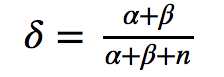 δ = (α+β)/(α+β+n)